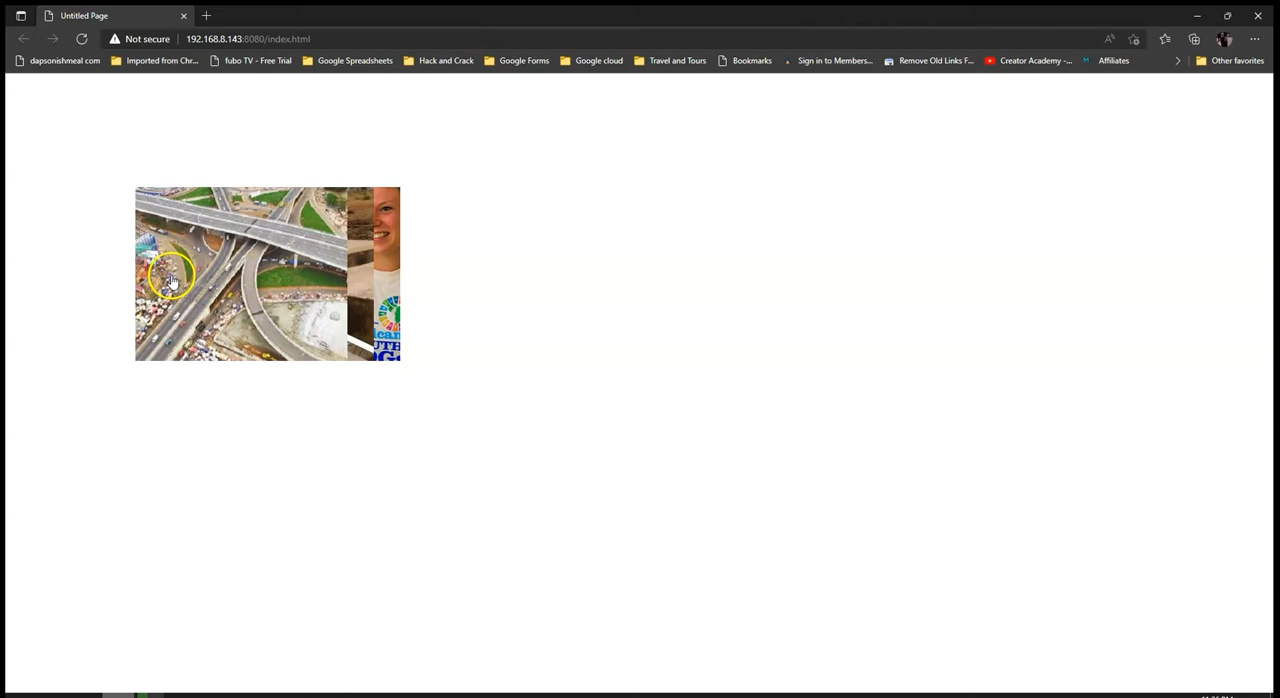 Untitled Page
Not secure 192.168.8.143:8080/index.html
dapsonishmeal com Imported from Chr... fubo TV - Free Trial Google Spreadsheets Hack and Crack Google Forms Google cloud Travel and Tours Bookmarks Sign in to Members... Remove Old Links F... Creator Academy -... Affiliates Other favorites